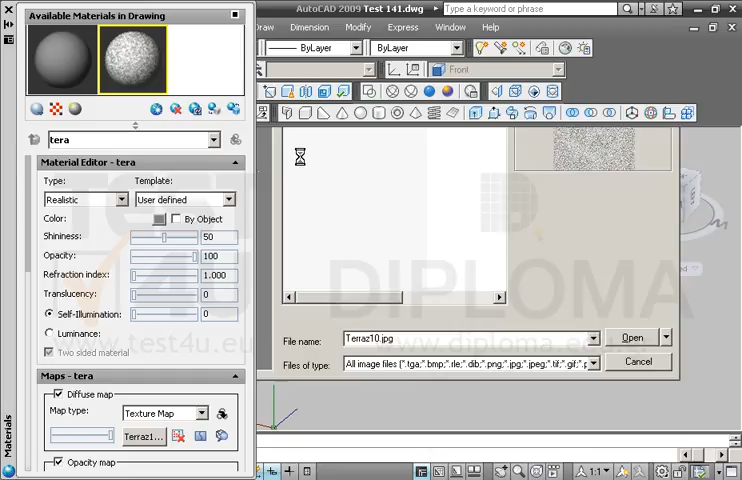 AutoCAD 2009 Test 141.dwg
Type a keyword or phrase
Available Materials in Drawing
Draw
Dimension
Modify
Express
Window
Help
ByLayer
ByLayer
Front
tera
Material Editor - tera
Type:
Template:
Realistic
User defined
Color:
By Object
Shininess:
50
Opacity:
100
Refraction index:
1.000
Translucency:
0
Self-Illumination:
0
Luminance:
Two sided material
Maps - tera
Diffuse map
Map type:
Texture Map
Terraz1...
Opacity map
Materials
File name:
Terraz10.jpg
Open
Files of type:
All image files (*.tga;*.bmp;*.rle;*.dib;*.png;*.jpg;*.jpeg;*.tif;*.gif;*.p
Cancel
1:1
DIPLOMA
www.test4u.eu